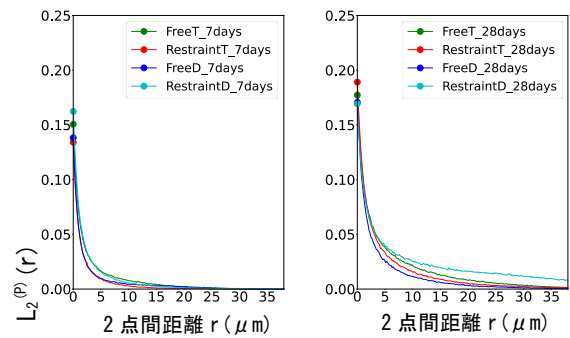 FreeT_7days
RestraintT_7days
FreeD_7days
RestraintD_7days
0.25
0.20
0.15
0.10
0.05
0.00
0 5 10 15 20 25 30 35
L₂⁽ᴾ⁾(r)
2点間距離 r(μm)
FreeT_28days
RestraintT_28days
FreeD_28days
RestraintD_28days
0.25
0.20
0.15
0.10
0.05
0.00
0 5 10 15 20 25 30 35
2点間距離 r(μm)